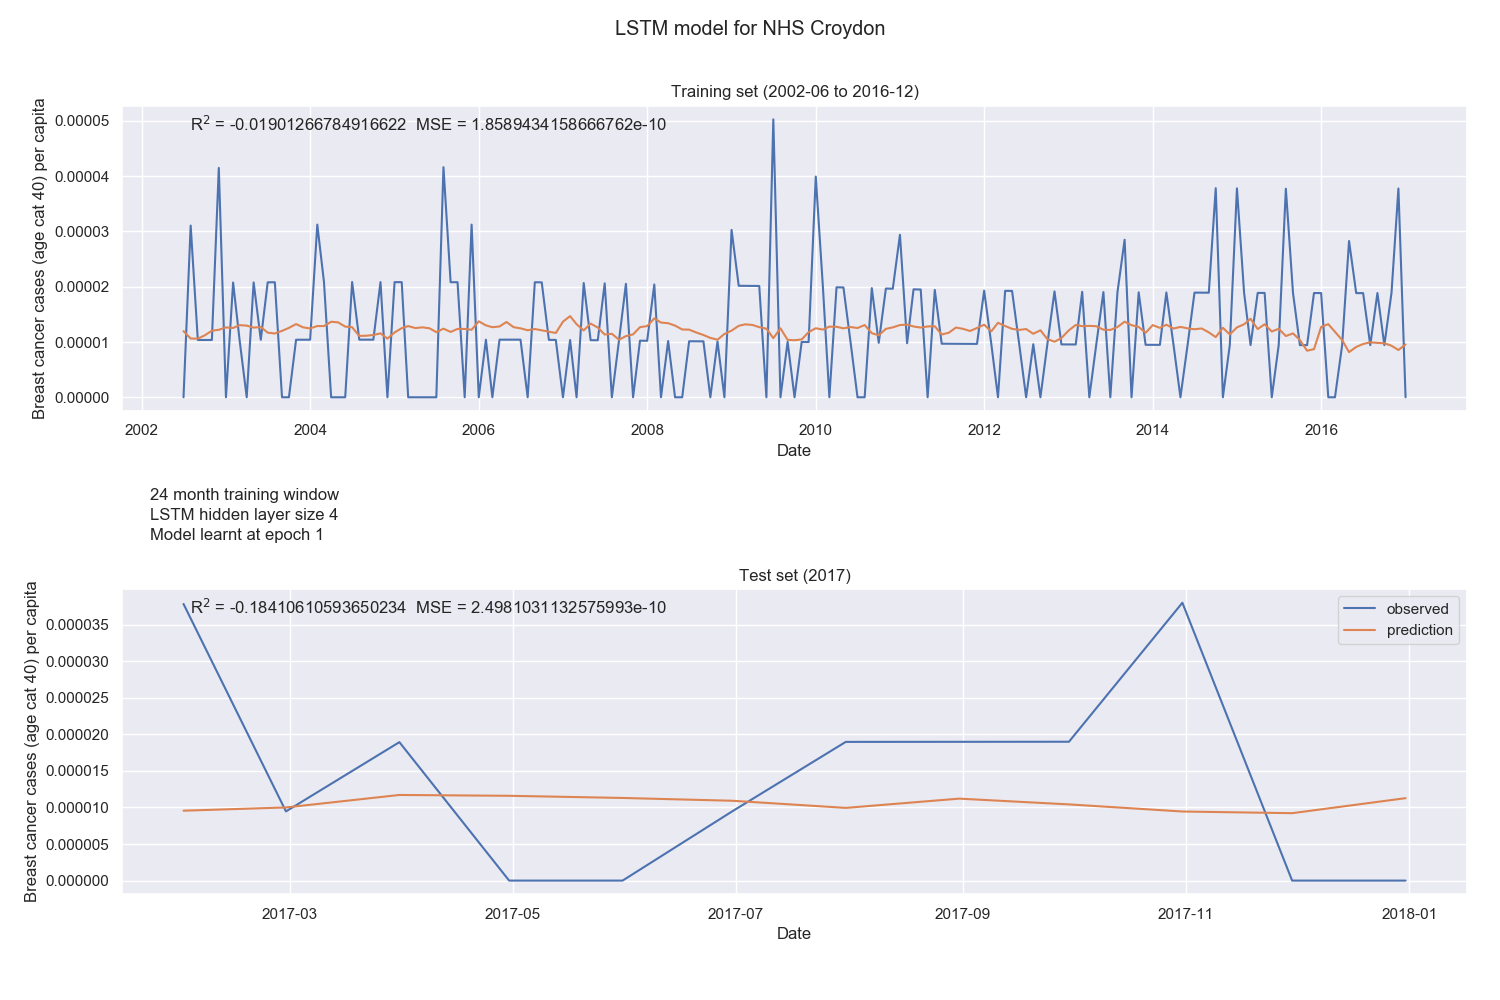 LSTM model for NHS Croydon
Training set (2002-06 to 2016-12)
R² = -0.01901266784916622 MSE = 1.8589434158666762e-10
Breast cancer cases (age cat 40) per capita
0.00005
0.00004
0.00003
0.00002
0.00001
0.00000
2002 2004 2006 2008 2010 2012 2014 2016
Date
24 month training window
LSTM hidden layer size 4
Model learnt at epoch 1
Test set (2017)
R² = -0.18410610593650234 MSE = 2.4981031132575993e-10
observed
prediction
Breast cancer cases (age cat 40) per capita
0.000035
0.000030
0.000025
0.000020
0.000015
0.000010
0.000005
0.000000
2017-03 2017-05 2017-07 2017-09 2017-11 2018-01
Date